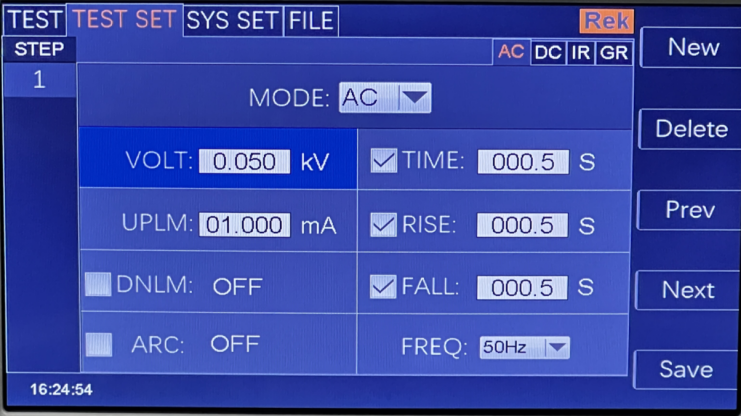 TEST TEST SET SYS SET FILE Rek
STEP AC DC IR GR
1
MODE: AC
VOLT: 0.050 kV TIME: 000.5 S
UPLM: 01.000 mA RISE: 000.5 S
DNLM: OFF FALL: 000.5 S
ARC: OFF FREQ: 50Hz
16:24:54
New
Delete
Prev
Next
Save